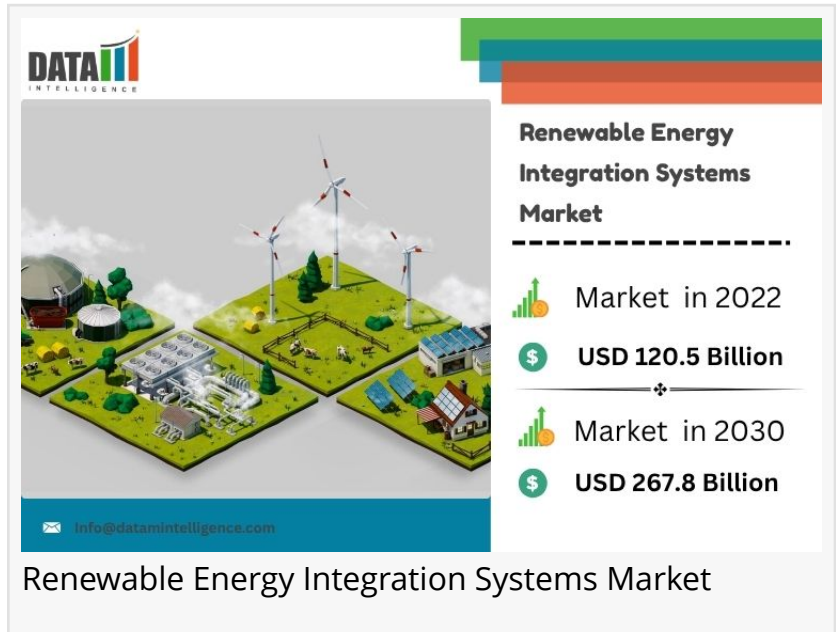 DATA
INTELLIGENCE
Renewable Energy
Integration Systems
Market
Market in 2022
$ USD 120.5 Billion
Market in 2030
$ USD 267.8 Billion
Info@datamintelligence.com
Renewable Energy Integration Systems Market